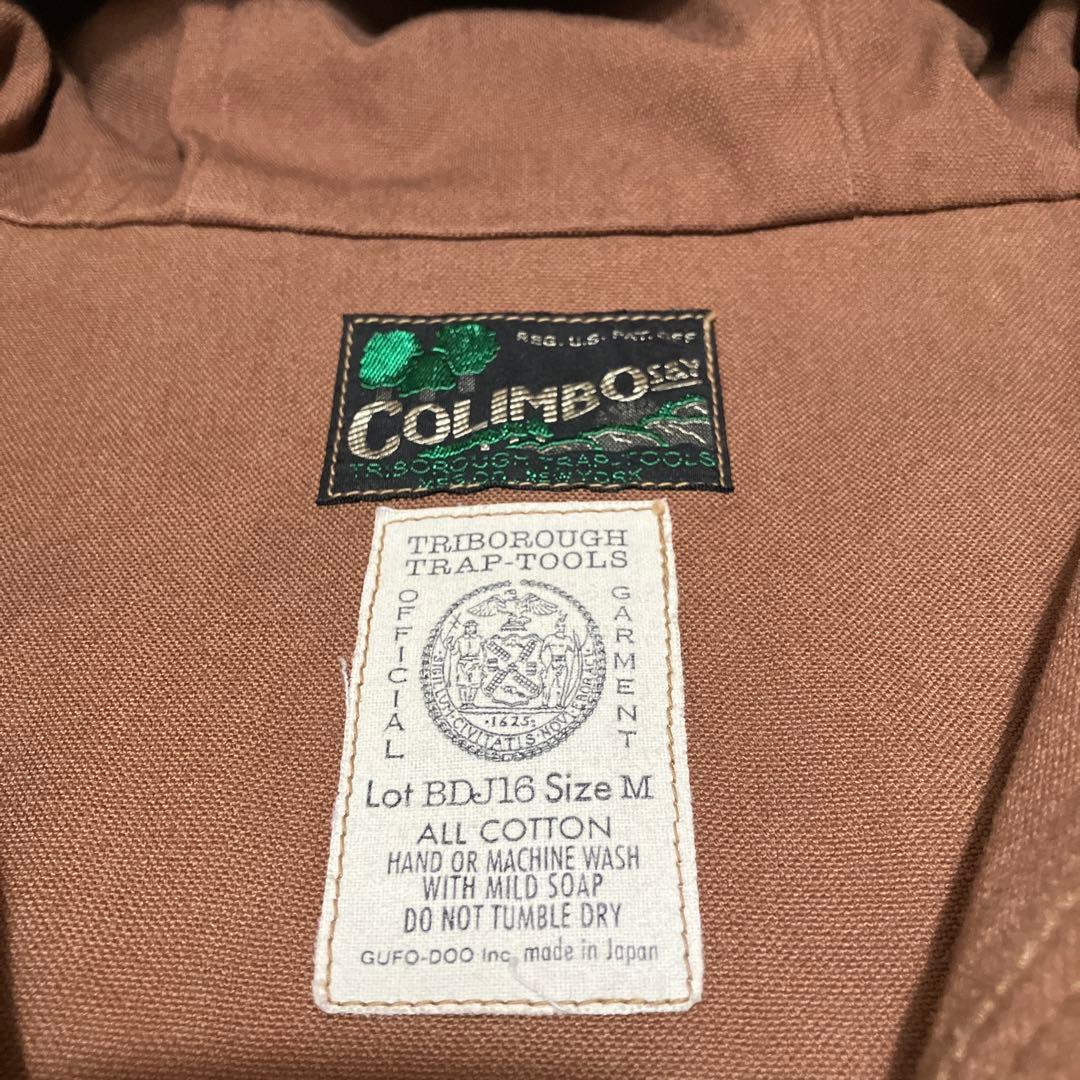 REG. U.S. PAT. OFF
COLIMBO S&Y
TRIBOROUGH TRAP-TOOLS
MFG.CO. NEW YORK
TRIBOROUGH
TRAP-TOOLS
OFFICIAL
GARMENT
SIGILLUM·CIVITATIS·NOVI·EBORACI
·1625·
Lot BDJ16 Size M
ALL COTTON
HAND OR MACHINE WASH
WITH MILD SOAP
DO NOT TUMBLE DRY
GUFO-DOO Inc. made in Japan